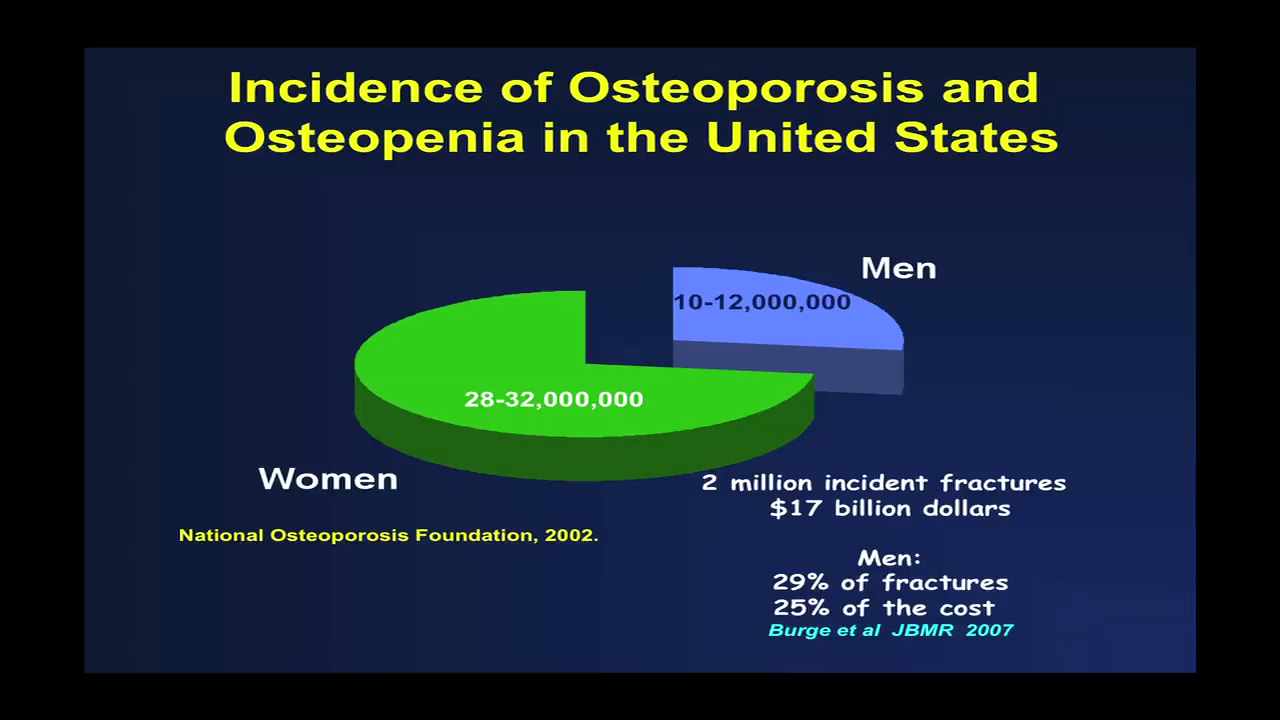 Incidence of Osteoporosis and
Osteopenia in the United States
Men
10-12,000,000
28-32,000,000
Women
National Osteoporosis Foundation, 2002.
2 million incident fractures
$17 billion dollars
Men:
29% of fractures
25% of the cost
Burge et al JBMR 2007